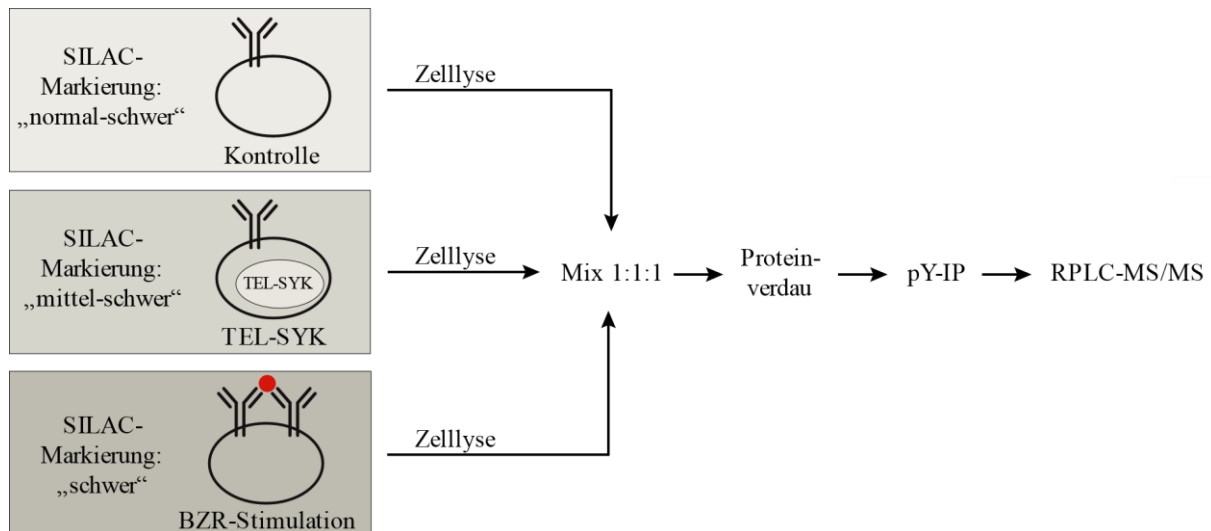 SILAC-
Markierung:
„normal-schwer“
Kontrolle
Zelllyse
SILAC-
Markierung:
„mittel-schwer“
TEL-SYK
TEL-SYK
Zelllyse
Mix 1:1:1
Protein-
verdau
pY-IP
RPLC-MS/MS
SILAC-
Markierung:
„schwer“
BZR-Stimulation
Zelllyse